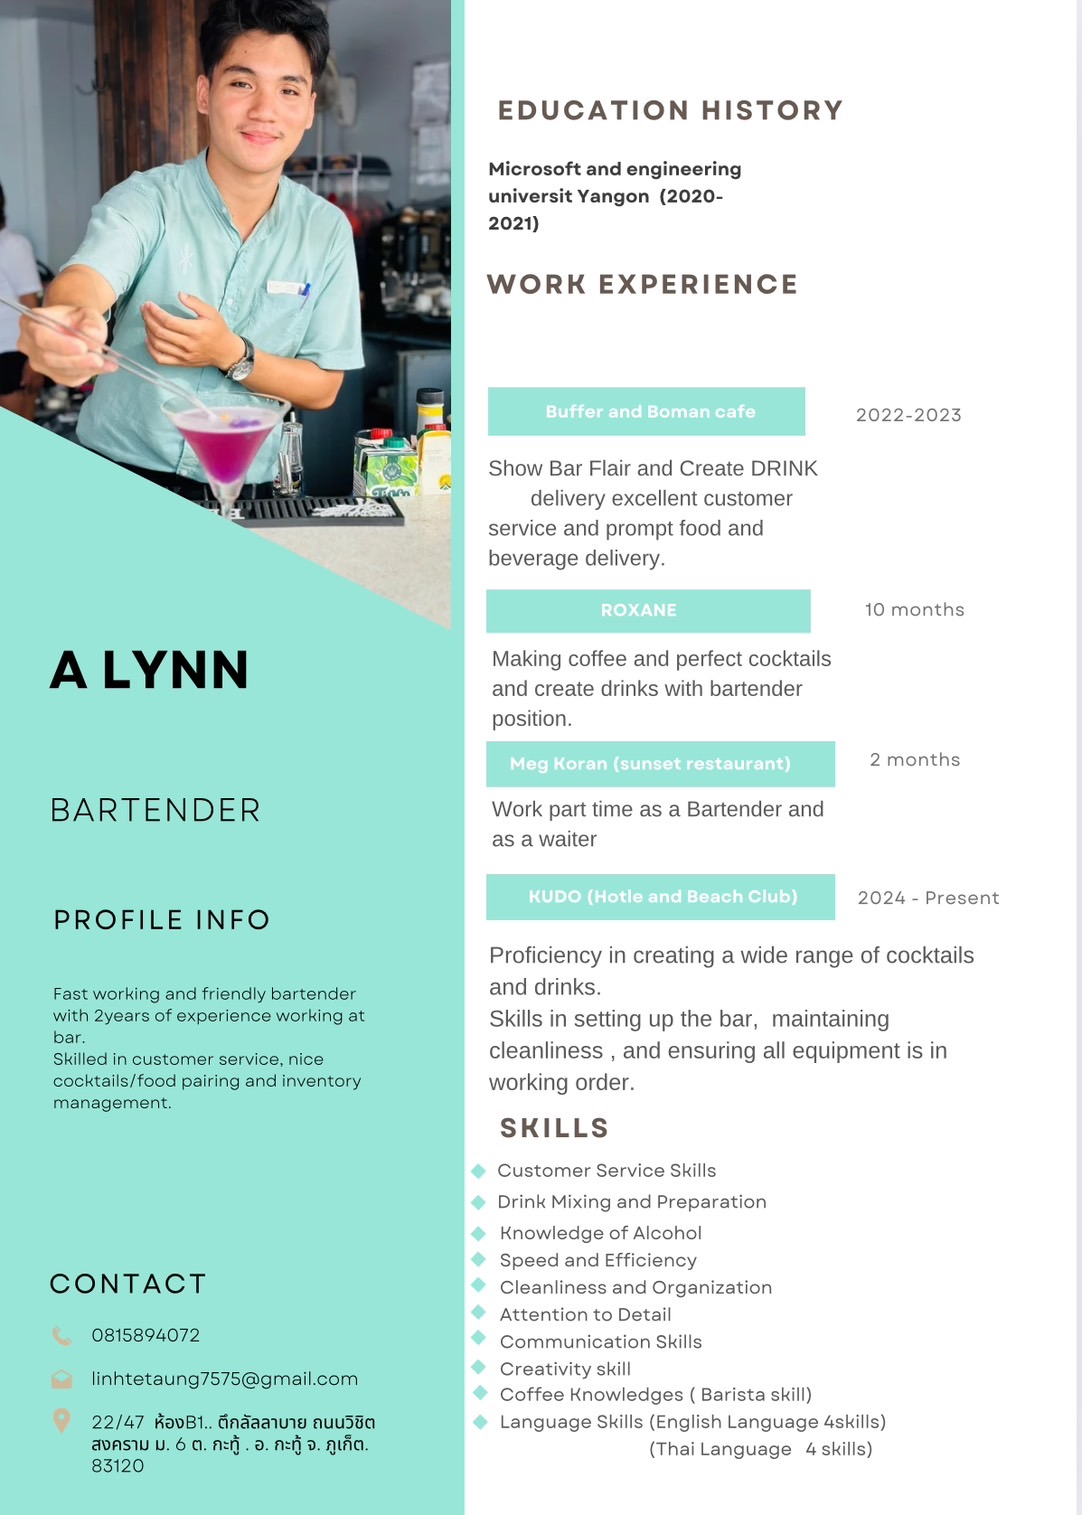 A LYNN
BARTENDER
PROFILE INFO
Fast working and friendly bartender
with 2years of experience working at
bar.
Skilled in customer service, nice
cocktails/food pairing and inventory
management.
CONTACT
0815894072
linhtetaung7575@gmail.com
22/47 ห้องB1.. ตึกลัลลาบาย ถนนวิชิต
สงคราม ม. 6 ต. กะทู้ . อ. กะทู้ จ. ภูเก็ต.
83120
EDUCATION HISTORY
Microsoft and engineering
universit Yangon (2020-
2021)
WORK EXPERIENCE
Buffer and Boman cafe
2022-2023
Show Bar Flair and Create DRINK
delivery excellent customer
service and prompt food and
beverage delivery.
ROXANE
10 months
Making coffee and perfect cocktails
and create drinks with bartender
position.
Meg Koran (sunset restaurant)
2 months
Work part time as a Bartender and
as a waiter
KUDO (Hotle and Beach Club)
2024 - Present
Proficiency in creating a wide range of cocktails
and drinks.
Skills in setting up the bar, maintaining
cleanliness , and ensuring all equipment is in
working order.
SKILLS
Customer Service Skills
Drink Mixing and Preparation
Knowledge of Alcohol
Speed and Efficiency
Cleanliness and Organization
Attention to Detail
Communication Skills
Creativity skill
Coffee Knowledges ( Barista skill)
Language Skills (English Language 4skills)
(Thai Language 4 skills)